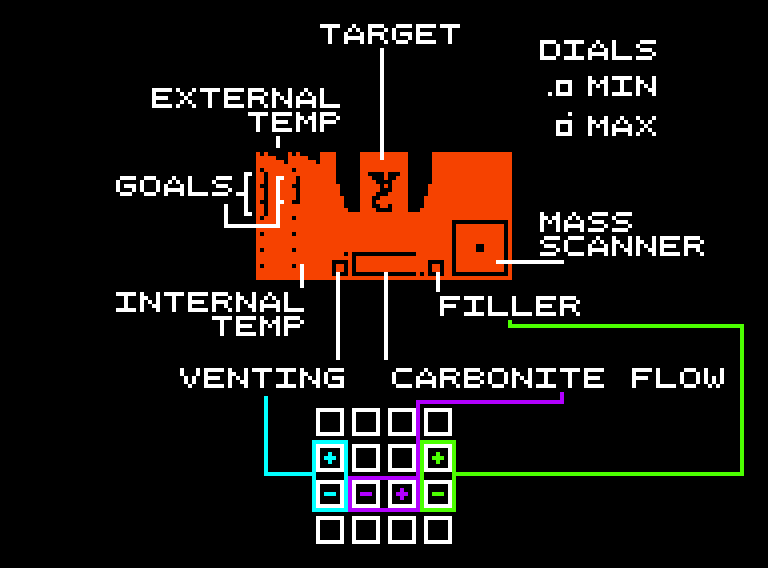 TARGET
DIALS
MIN
MAX
EXTERNAL
TEMP
GOALS
MASS
SCANNER
INTERNAL
TEMP
FILLER
VENTING
CARBONITE FLOW
+
+
-
-
+
-